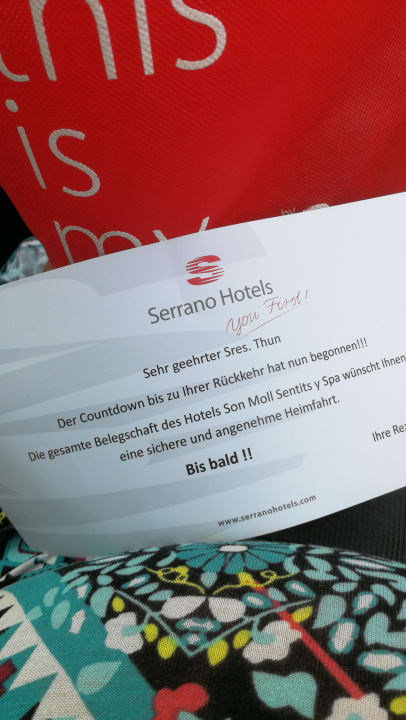 this
is
my
by
Serrano Hotels
You First!
Sehr geehrter Sres. Thun
Der Countdown bis zu Ihrer Rückkehr hat nun begonnen!!!
Die gesamte Belegschaft des Hotels Son Moll Sentits y Spa wünscht Ihnen
eine sichere und angenehme Heimfahrt.
Bis bald !!
Ihre
www.serranohotels.com